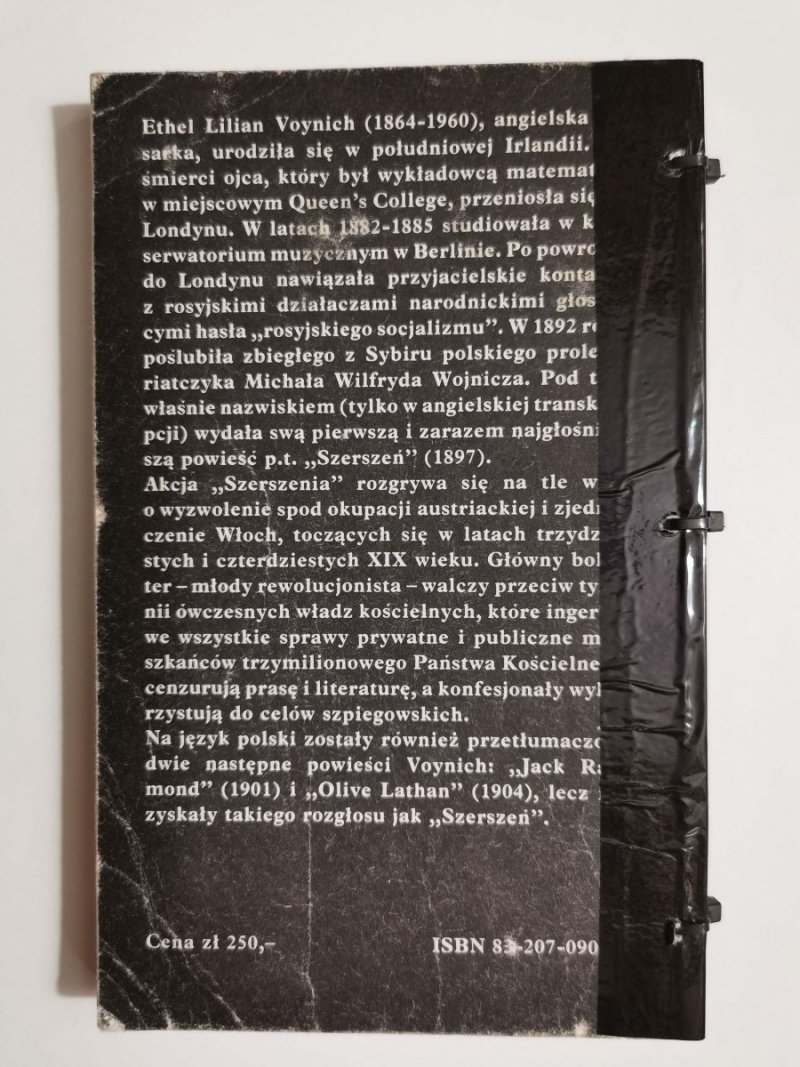 Ethel Lilian Voynich (1864-1960), angielska
sarka, urodziła się w południowej Irlandii.
śmierci ojca, który był wykładowcą matemat
w miejscowym Queen's College, przeniosła się
Londynu. W latach 1882-1885 studiowała w k
serwatorium muzycznym w Berlinie. Po powro
do Londynu nawiązała przyjacielskie konta
z rosyjskimi działaczami narodnickimi głos
cymi hasła „rosyjskiego socjalizmu”. W 1892 ro
poślubiła zbiegłego z Sybiru polskiego prole
riatczyka Michała Wilfryda Wojnicza. Pod t
właśnie nazwiskiem (tylko w angielskiej transk
pcji) wydała swą pierwszą i zarazem najgłośni
szą powieść p.t. „Szerszeń” (1897).
Akcja „Szerszenia” rozgrywa się na tle w
o wyzwolenie spod okupacji austriackiej i zjedn
czenie Włoch, toczących się w latach trzydz
stych i czterdziestych XIX wieku. Główny boh
ter – młody rewolucjonista – walczy przeciw ty
nii ówczesnych władz kościelnych, które inger
we wszystkie sprawy prywatne i publiczne m
szkańców trzymilionowego Państwa Kościelne
cenzurują prasę i literaturę, a konfesjonały wyk
rzystują do celów szpiegowskich.
Na język polski zostały również przetłumaczo
dwie następne powieści Voynich: „Jack Ra
mond” (1901) i „Olive Lathan” (1904), lecz
zyskały takiego rozgłosu jak „Szerszeń”.
Cena zł 250,–
ISBN 83-207-090